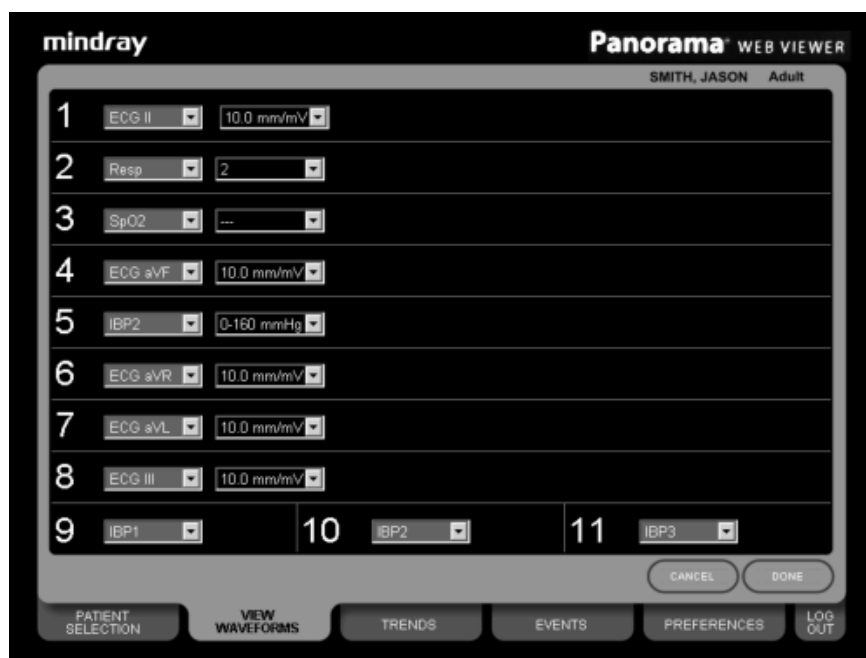 mindray Panorama WEB VIEWER
SMITH, JASON Adult
1 ECG II 10.0 mm/mV
2 Resp 2
3 SpO2 ---
4 ECG aVF 10.0 mm/mV
5 IBP2 0-160 mmHg
6 ECG aVR 10.0 mm/mV
7 ECG aVL 10.0 mm/mV
8 ECG III 10.0 mm/mV
9 IBP1 10 IBP2 11 IBP3
CANCEL DONE
PATIENT SELECTION VIEW WAVEFORMS TRENDS EVENTS PREFERENCES LOG OUT